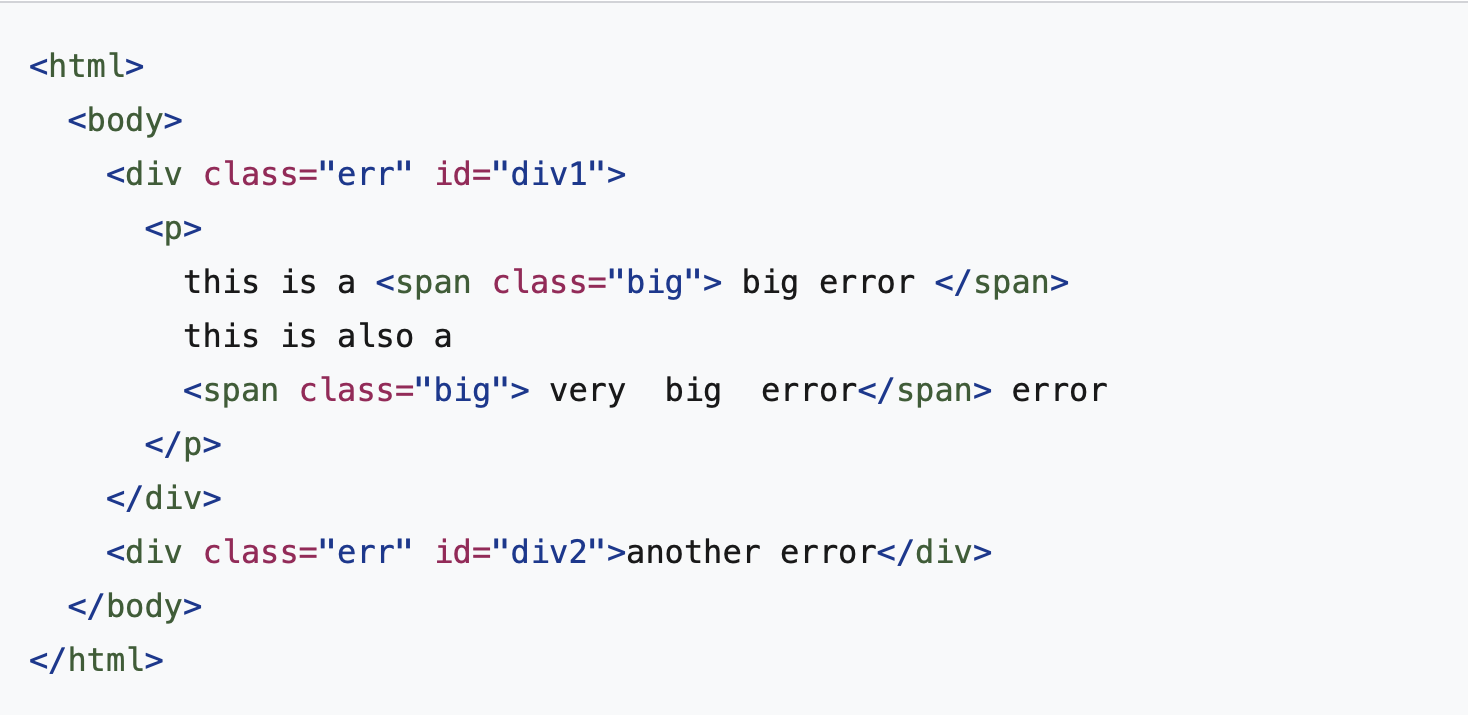 <html>
  <body>
    <div class="err" id="div1">
      <p>
        this is a <span class="big"> big error </span>
        this is also a
        <span class="big"> very  big  error</span> error
      </p>
    </div>
    <div class="err" id="div2">another error</div>
  </body>
</html>